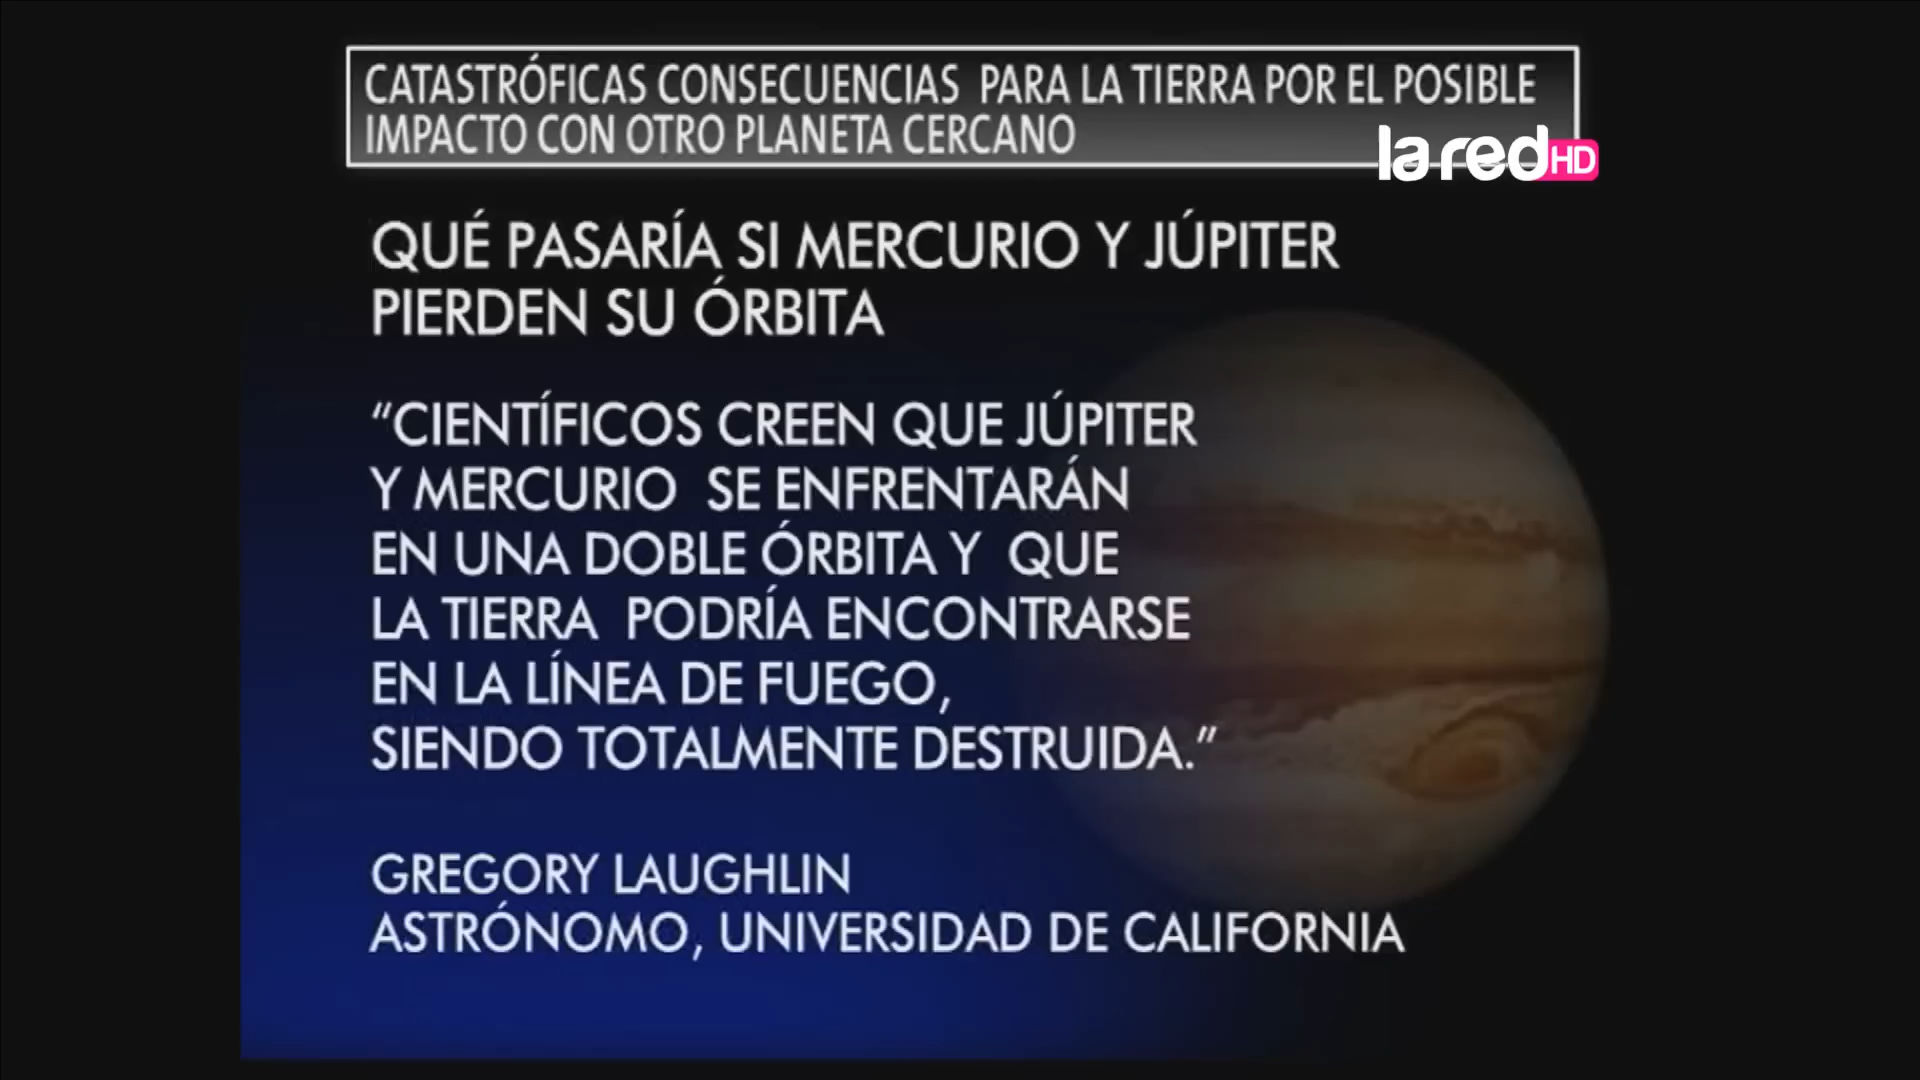 CATASTRÓFICAS CONSECUENCIAS PARA LA TIERRA POR EL POSIBLE
IMPACTO CON OTRO PLANETA CERCANO
la red HD
QUÉ PASARÍA SI MERCURIO Y JÚPITER
PIERDEN SU ÓRBITA
“CIENTÍFICOS CREEN QUE JÚPITER
Y MERCURIO SE ENFRENTARÁN
EN UNA DOBLE ÓRBITA Y QUE
LA TIERRA PODRÍA ENCONTRARSE
EN LA LÍNEA DE FUEGO,
SIENDO TOTALMENTE DESTRUIDA.”
GREGORY LAUGHLIN
ASTRÓNOMO, UNIVERSIDAD DE CALIFORNIA